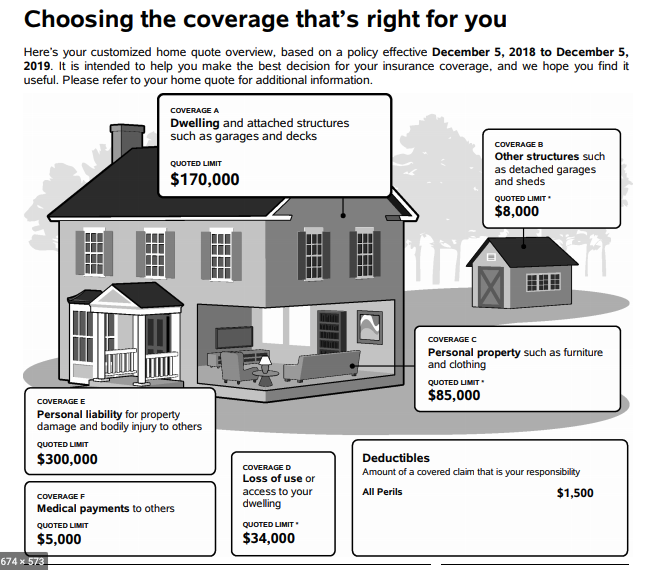 Choosing the coverage that's right for you
Here's your customized home quote overview, based on a policy effective December 5, 2018 to December 5,
2019. It is intended to help you make the best decision for your insurance coverage, and we hope you find it
useful. Please refer to your home quote for additional information.
COVERAGE A
Dwelling and attached structures
such as garages and decks
QUOTED LIMIT
$170,000
COVERAGE B
Other structures such
as detached garages
and sheds
QUOTED LIMIT *
$8,000
COVERAGE C
Personal property such as furniture
and clothing
QUOTED LIMIT *
$85,000
COVERAGE E
Personal liability for property
damage and bodily injury to others
QUOTED LIMIT
$300,000
COVERAGE F
Medical payments to others
QUOTED LIMIT
$5,000
COVERAGE D
Loss of use or
access to your
dwelling
QUOTED LIMIT *
$34,000
Deductibles
Amount of a covered claim that is your responsibility
All Perils $1,500
674 × 573